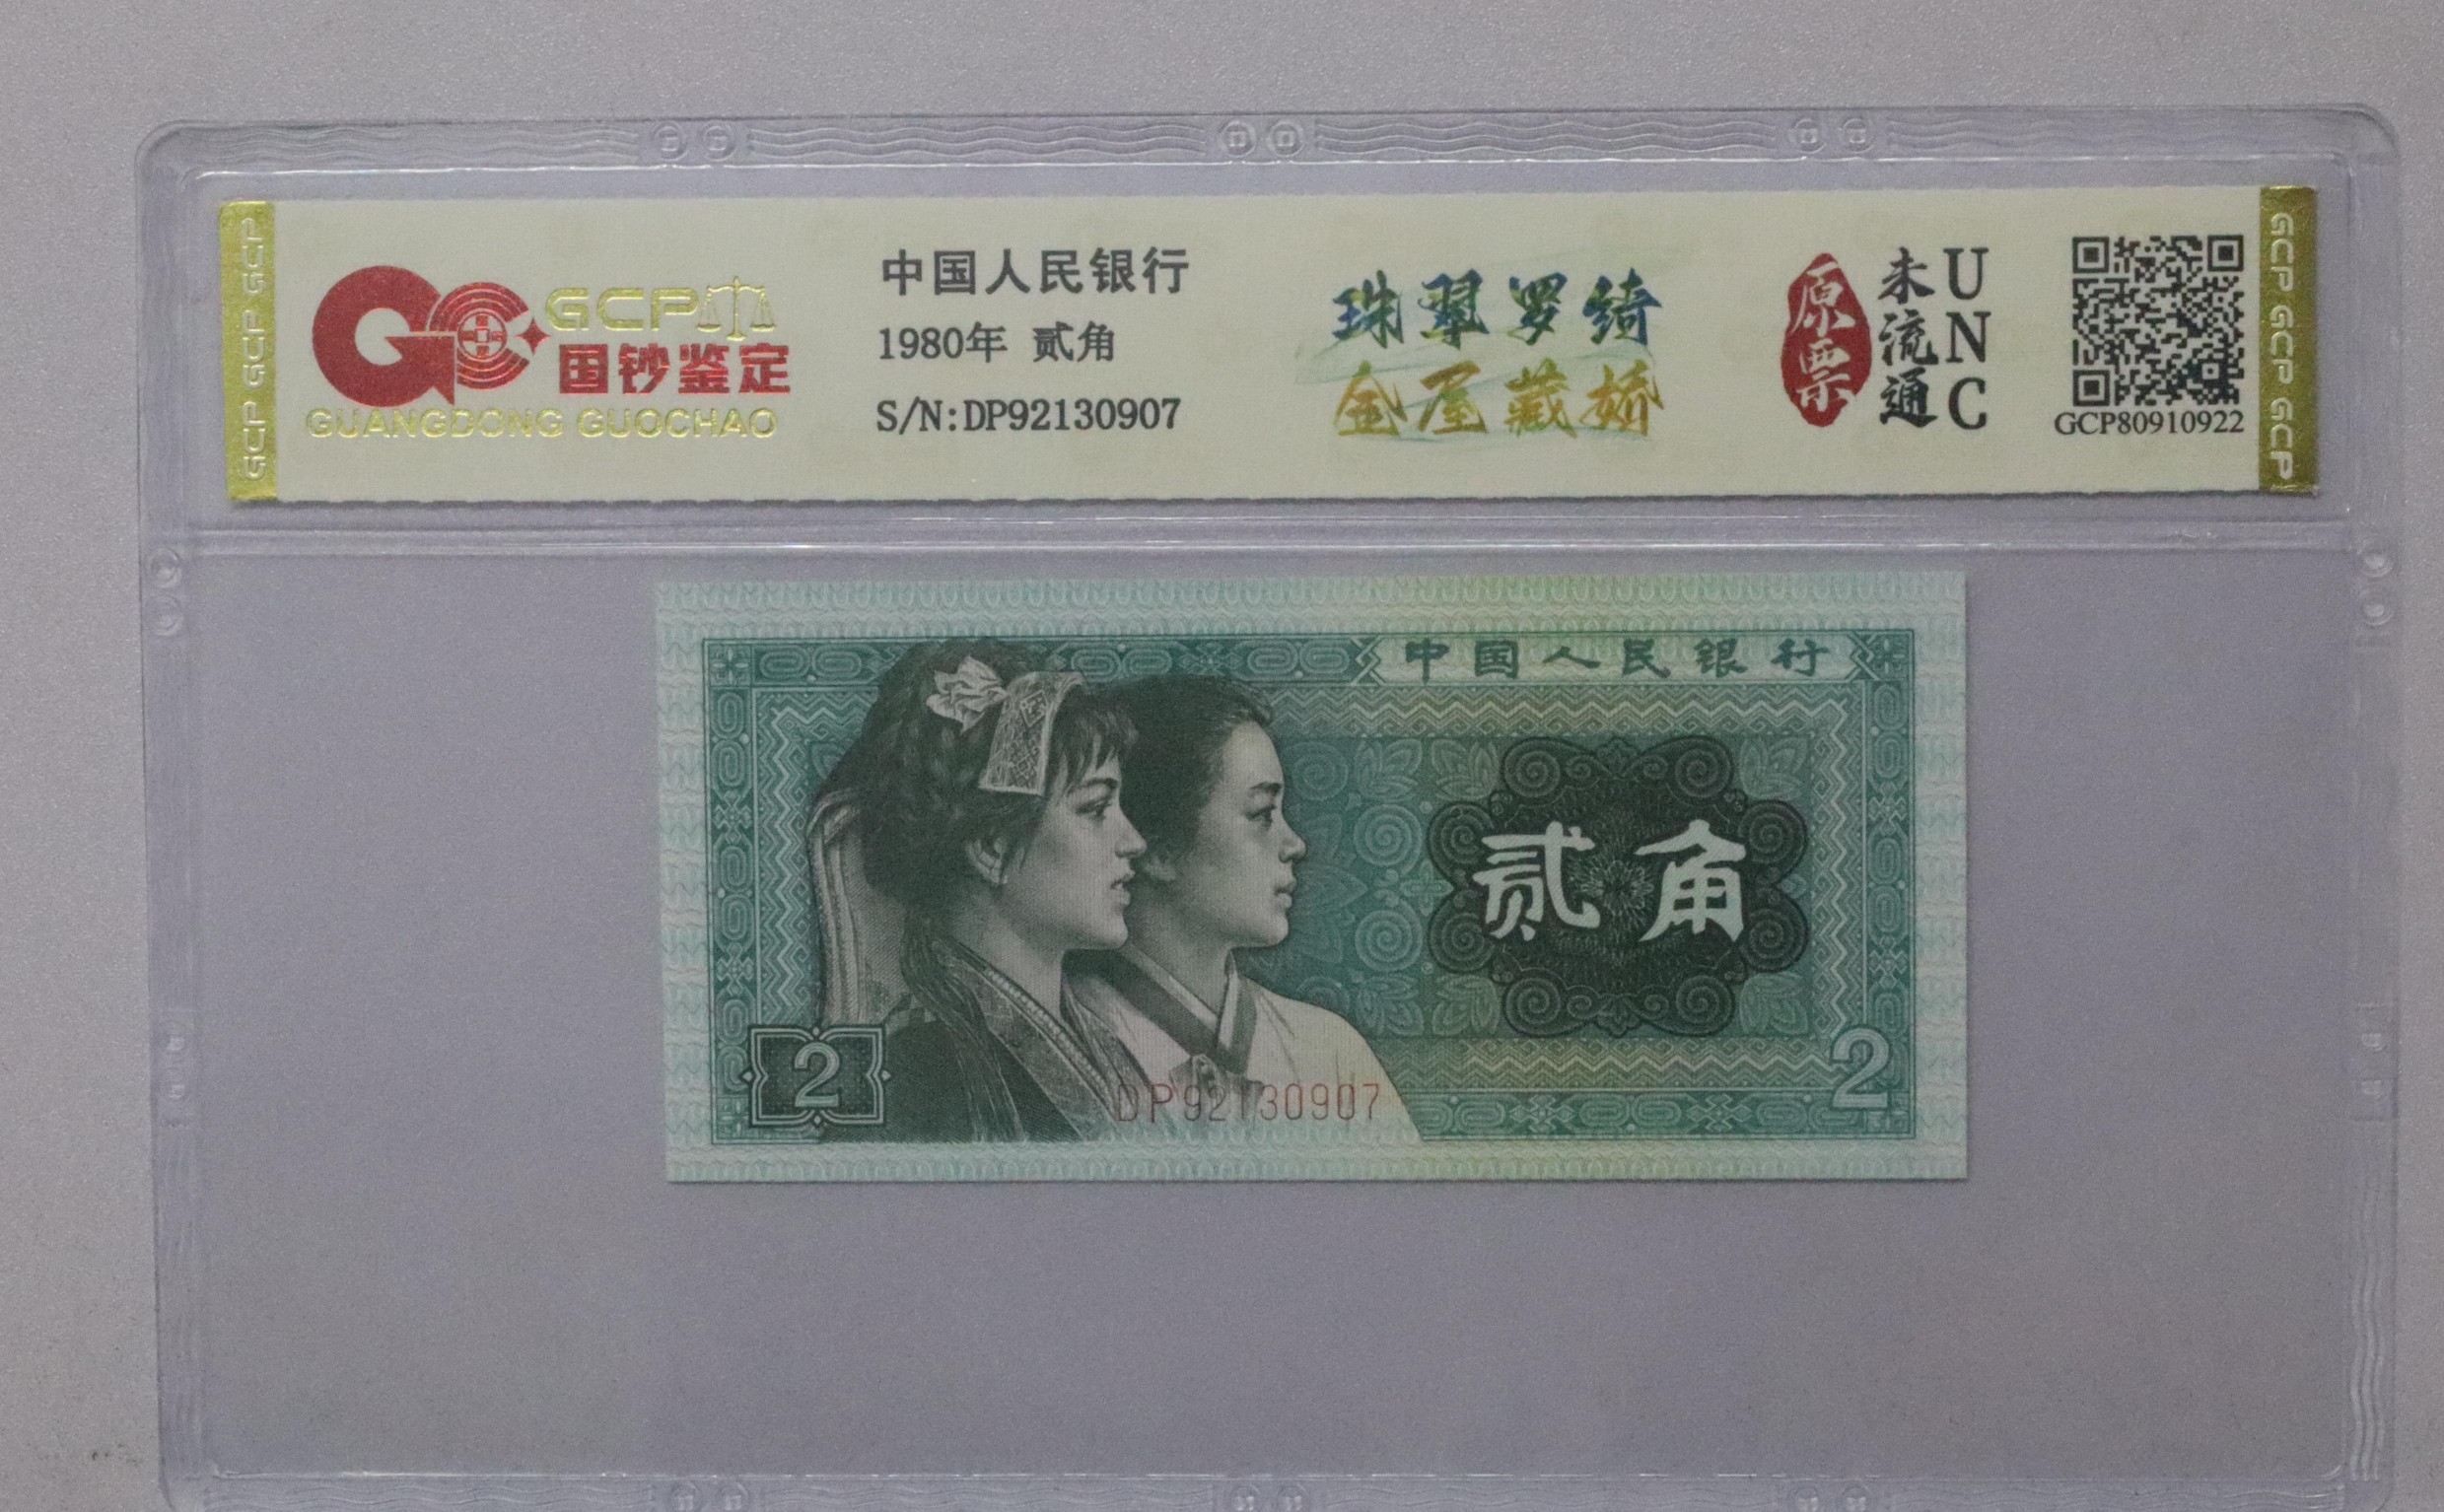 GCP GCP GCP
GCP
国钞鉴定
GUANGDONG GUOCHAO
中国人民银行
1980年 贰角
S/N:DP92130907
珠翠罗绮
金屋藏娇
原票
未流通
UNC
GCP80910922
GCP GCP GCP
中国人民银行
贰角
2
DP92130907
2